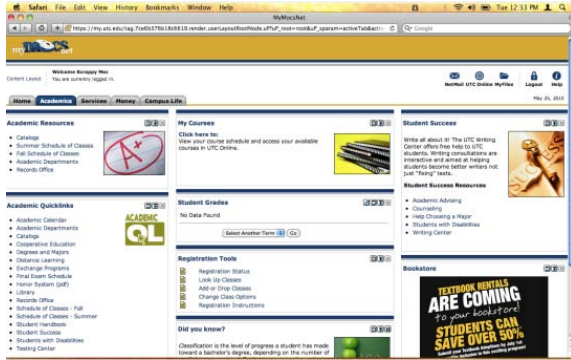 Safari File Edit View History Bookmarks Window Help
Tue 12:33 PM
MyMocsNet
Google
my MOCS net
Content Layout
Welcome Scrappy Moc
You are currently logged in.
NetMail UTC Online MyFiles Logout Help
Home Academics Services Money Campus Life
May 25, 2010
Academic Resources
Catalogs
Summer Schedule of Classes
Fall Schedule of Classes
Academic Departments
Records Office
A+
Academic Quicklinks
ACADEMIC
QL
Academic Calendar
Academic Departments
Catalogs
Cooperative Education
Degrees and Majors
Distance Learning
Exchange Programs
Final Exam Schedule
Honor System (pdf)
Library
Records Office
Schedule of Classes - Fall
Schedule of Classes - Summer
Student Handbook
Student Success
Students with Disabilities
Testing Center
My Courses
Click here to:
View your course schedule and access your available
courses in UTC Online.
Student Grades
No Data Found
Select Another Term Go
Registration Tools
Registration Status
Look Up Classes
Add or Drop Classes
Change Class Options
Registration Instructions
Did you know?
Classification is the level of progress a student has made
toward a bachelor's degree, depending on the number of
Student Success
Write all about it! The UTC Writing
Center offers free help to UTC
students. Writing consultations are
interactive and aimed at helping
students become better writers not
just "fixing" texts.
SUCCESS
Student Success Resources
Academic Advising
Counseling
Help Choosing a Major
Students with Disabilities
Writing Center
Bookstore
TEXTBOOK RENTALS
ARE COMING
to your bookstore!
STUDENTS CAN
SAVE OVER 50%